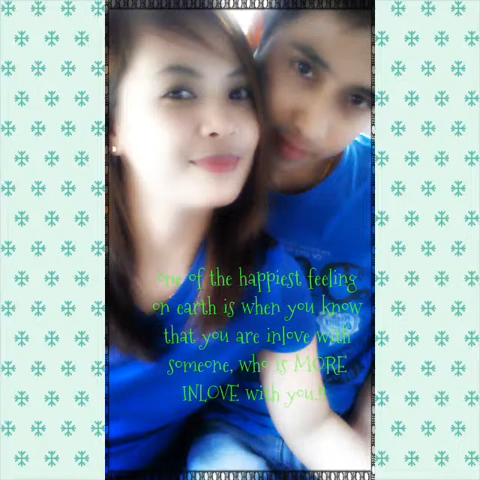 one of the happiest feeling
on earth is when you know
that you are inlove with
someone, who is MORE
INLOVE with you.!!